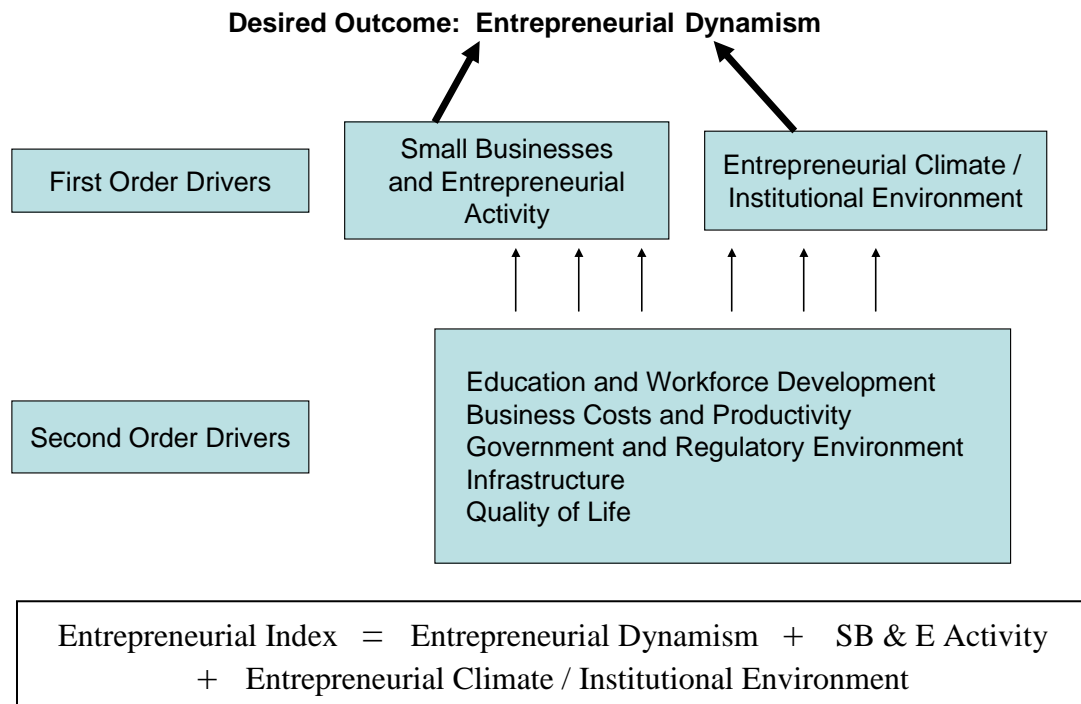 Desired Outcome: Entrepreneurial Dynamism
First Order Drivers
Small Businesses
and Entrepreneurial
Activity
Entrepreneurial Climate /
Institutional Environment
Second Order Drivers
Education and Workforce Development
Business Costs and Productivity
Government and Regulatory Environment
Infrastructure
Quality of Life
Entrepreneurial Index = Entrepreneurial Dynamism + SB & E Activity
+ Entrepreneurial Climate / Institutional Environment